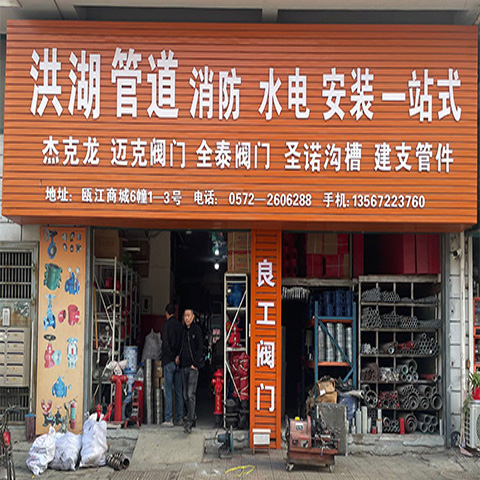 洪湖管道 消防 水电 安装一站式
杰克龙 迈克阀门 全泰阀门 圣诺沟槽 建支管件
地址：瓯江商城6幢1-3号 电话：0572-2606288 手机：13567223760
良工阀门